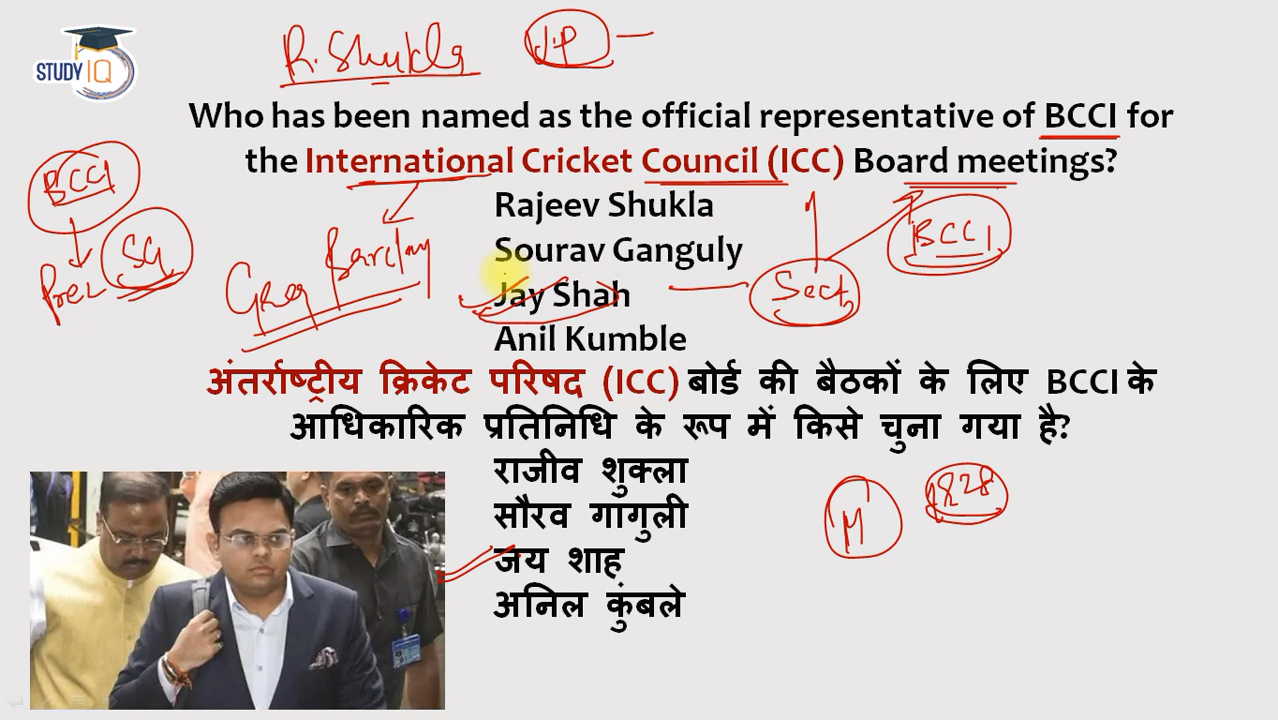 STUDY IQ
R. Shukla
V.P -
Who has been named as the official representative of BCCI for
the International Cricket Council (ICC) Board meetings?
BCCI
Pres
SG
Greg Barclay
Rajeev Shukla
Sourav Ganguly
Jay Shah
Anil Kumble
Sect
BCCI
अंतर्राष्ट्रीय क्रिकेट परिषद (ICC) बोर्ड की बैठकों के लिए BCCI के
आधिकारिक प्रतिनिधि के रूप में किसे चुना गया है?
राजीव शुक्ला
सौरव गांगुली
जय शाह
अनिल कुंबले
M
1828